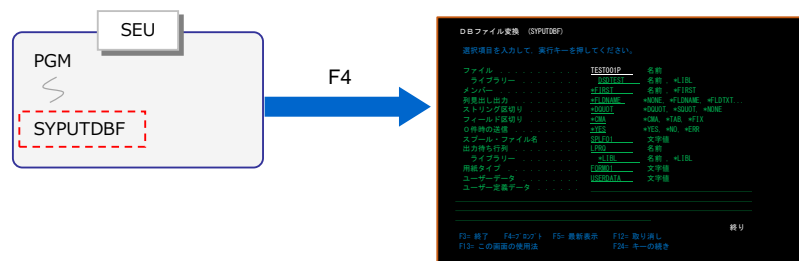 SEU
PGM
SYPUTDBF
F4
DBファイル変換 (SYPUTDBF)
選択項目を入力して、実行キーを押してください。
ファイル . . . . . . . . . . . TEST001P 名前
ライブラリー . . . . . . . . . DSDTEST 名前, *LIBL
メンバー . . . . . . . . . . . *FIRST 名前, *FIRST
列見出し出力 . . . . . . . . . *FLDNAME *NONE, *FLDNAME, *FLDTXT...
ストリング区切り . . . . . . . *DQUOT *DQUOT, *SQUOT, *NONE
フィールド区切り . . . . . . . *CMA *CMA, *TAB, *FIX
0件時の送信 . . . . . . . . . *YES *YES, *NO, *ERR
スプール・ファイル名 . . . . . SPLF01 文字値
出力待ち行列 . . . . . . . . . LPRQ 名前
ライブラリー . . . . . . . . . *LIBL 名前, *LIBL
用紙タイプ . . . . . . . . . . FORM01 文字値
ユーザーデータ . . . . . . . . USERDATA 文字値
ユーザー定義データ . . . . . .
終り
F3= 終了 F4=プロンプト F5= 最新表示 F12= 取り消し
F13= この画面の使用法 F24= キーの続き